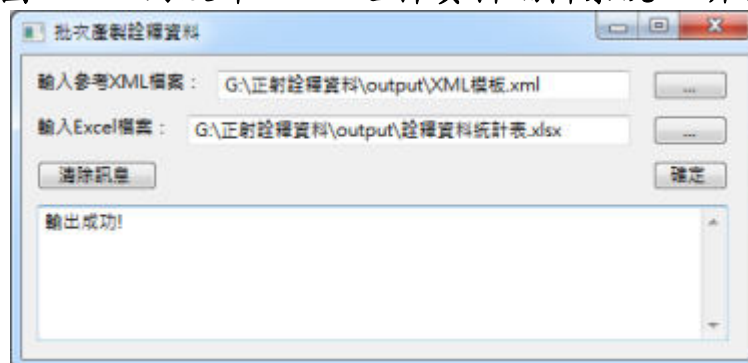 批次產製詮釋資料
輸入參考XML檔案： G:\正射詮釋資料\output\XML模板.xml ...
輸入Excel檔案： G:\正射詮釋資料\output\詮釋資料統計表.xlsx ...
清除訊息 確定
輸出成功!